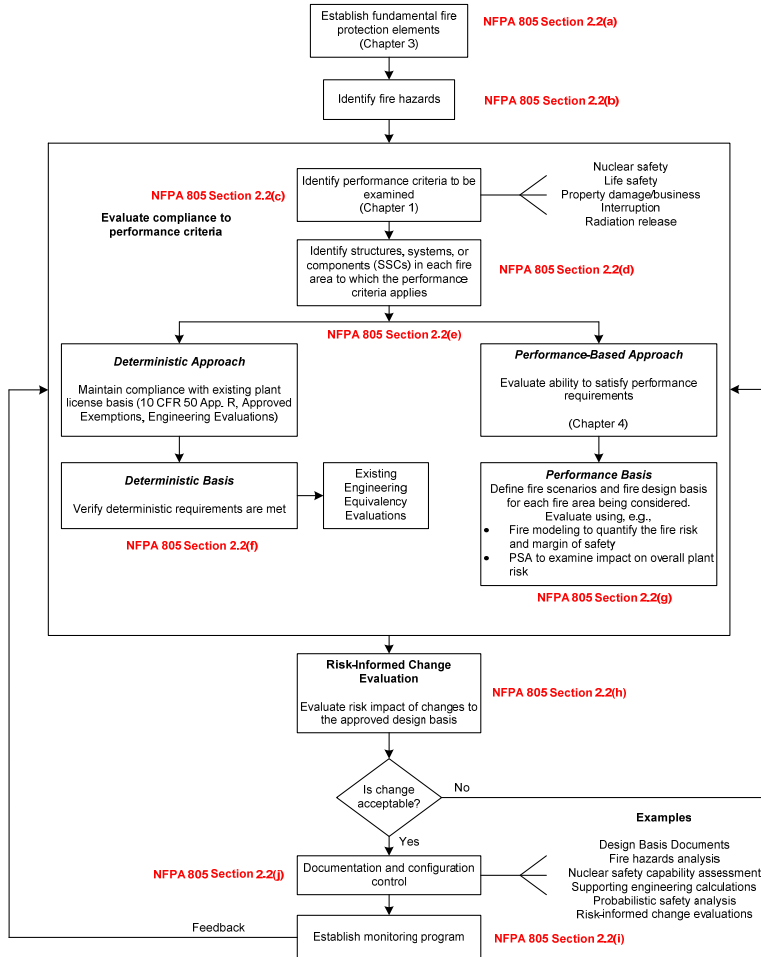 Establish fundamental fire
protection elements
(Chapter 3)
NFPA 805 Section 2.2(a)
Identify fire hazards
NFPA 805 Section 2.2(b)
NFPA 805 Section 2.2(c)
Identify performance criteria to be
examined
(Chapter 1)
Nuclear safety
Life safety
Property damage/business
Interruption
Radiation release
Evaluate compliance to
performance criteria
Identify structures, systems, or
components (SSCs) in each fire
area to which the performance
criteria applies
NFPA 805 Section 2.2(d)
NFPA 805 Section 2.2(e)
Deterministic Approach
Maintain compliance with existing plant
license basis (10 CFR 50 App. R, Approved
Exemptions, Engineering Evaluations)
Performance-Based Approach
Evaluate ability to satisfy performance
requirements
(Chapter 4)
Deterministic Basis
Verify deterministic requirements are met
Existing
Engineering
Equivalency
Evaluations
NFPA 805 Section 2.2(f)
Performance Basis
Define fire scenarios and fire design basis
for each fire area being considered.
Evaluate using, e.g.,
• Fire modeling to quantify the fire risk
and margin of safety
• PSA to examine impact on overall plant
risk
NFPA 805 Section 2.2(g)
Risk-Informed Change
Evaluation
Evaluate risk impact of changes to
the approved design basis
NFPA 805 Section 2.2(h)
Is change
acceptable?
No
Yes
Examples
Design Basis Documents
Fire hazards analysis
Nuclear safety capability assessment
Supporting engineering calculations
Probabilistic safety analysis
Risk-informed change evaluations
NFPA 805 Section 2.2(j)
Documentation and configuration
control
Feedback
Establish monitoring program
NFPA 805 Section 2.2(i)